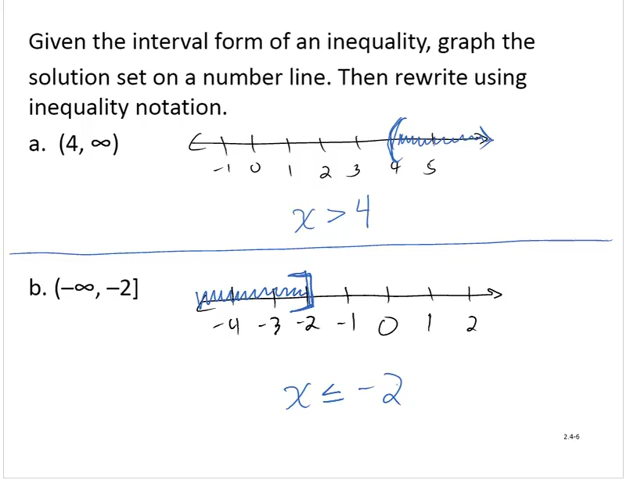 Given the interval form of an inequality, graph the
solution set on a number line. Then rewrite using
inequality notation.
a. (4, ∞)
-1 0 1 2 3 4 5
x > 4
b. (−∞, −2]
-4 -3 -2 -1 0 1 2
x ≤ -2
2.4-6